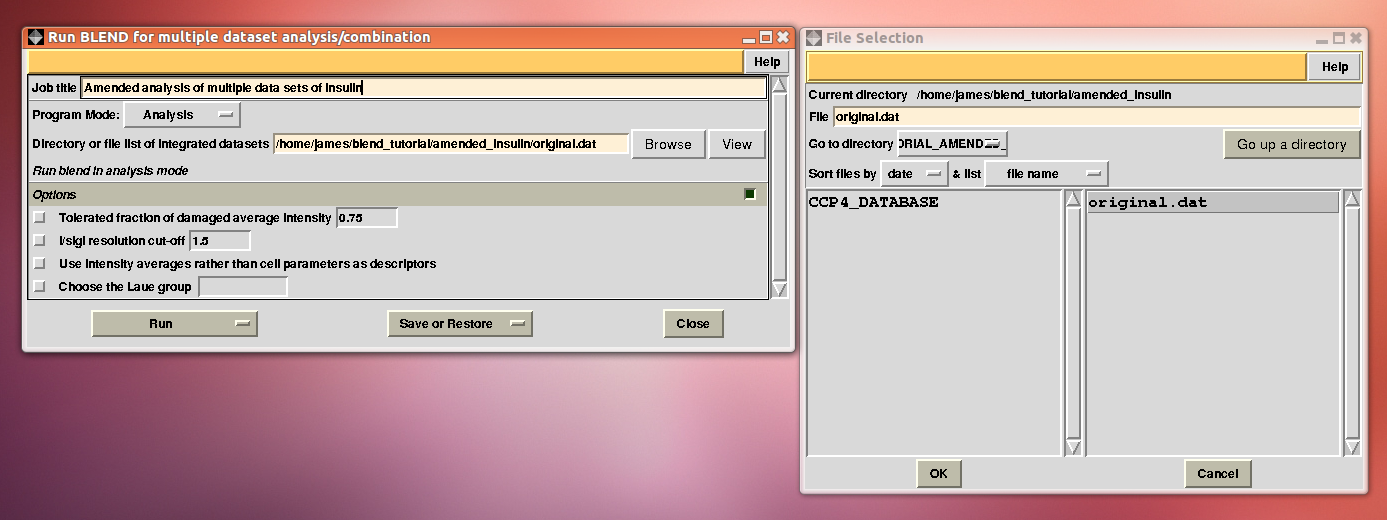 Run BLEND for multiple dataset analysis/combination
Help
Job title Amended analysis of multiple data sets of insulin
Program Mode: Analysis
Directory or file list of integrated datasets /home/james/blend_tutorial/amended_insulin/original.dat Browse View
Run blend in analysis mode
Options
Tolerated fraction of damaged average intensity 0.75
I/sigI resolution cut-off 1.5
Use intensity averages rather than cell parameters as descriptors
Choose the Laue group
Run Save or Restore Close
File Selection
Help
Current directory /home/james/blend_tutorial/amended_insulin
File original.dat
Go to directory ORIAL_AMEND Go up a directory
Sort files by date & list file name
CCP4_DATABASE original.dat
OK Cancel